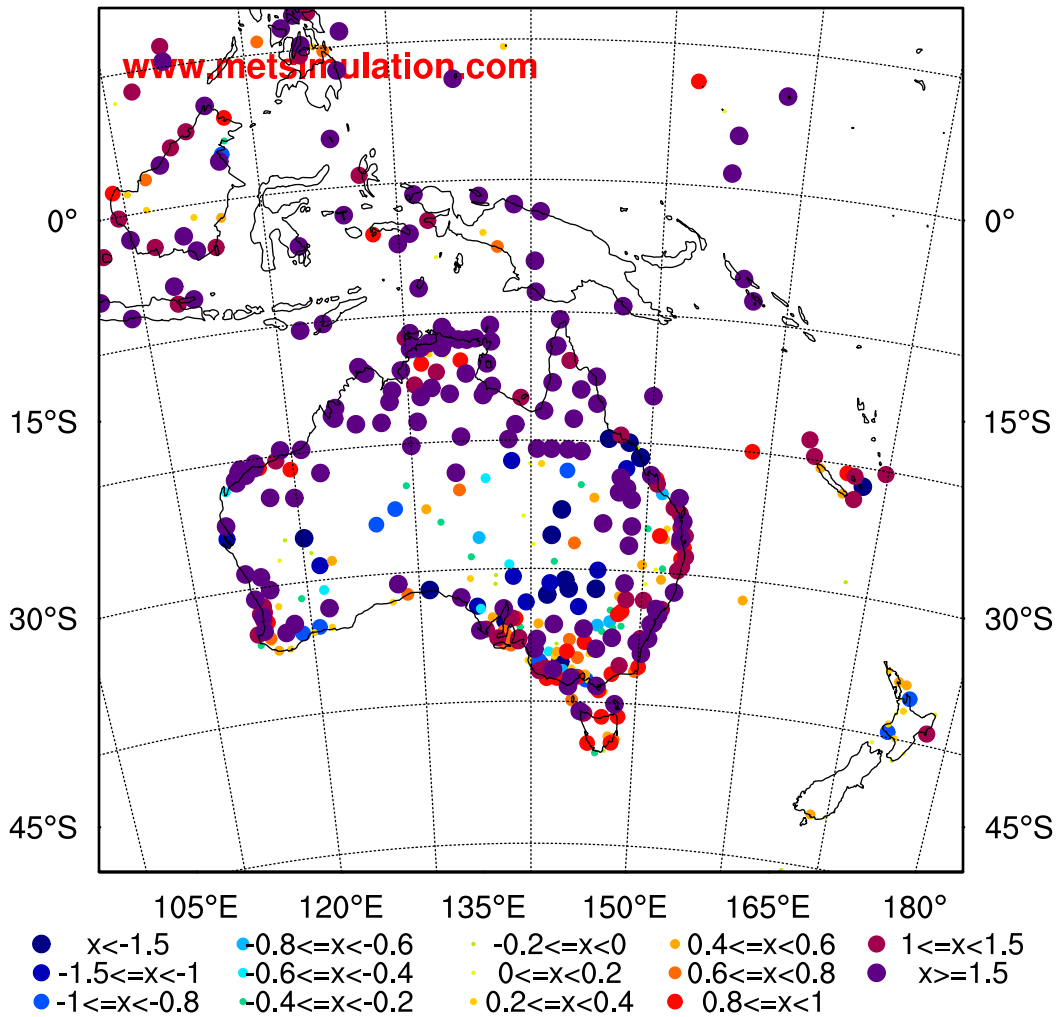 www.metsimulation.com
0° 0°
15°S 15°S
30°S 30°S
45°S 45°S
105°E 120°E 135°E 150°E 165°E 180°
x<-1.5 -0.8<=x<-0.6 -0.2<=x<0 0.4<=x<0.6 1<=x<1.5
-1.5<=x<-1 -0.6<=x<-0.4 0<=x<0.2 0.6<=x<0.8 x>=1.5
-1<=x<-0.8 -0.4<=x<-0.2 0.2<=x<0.4 0.8<=x<1